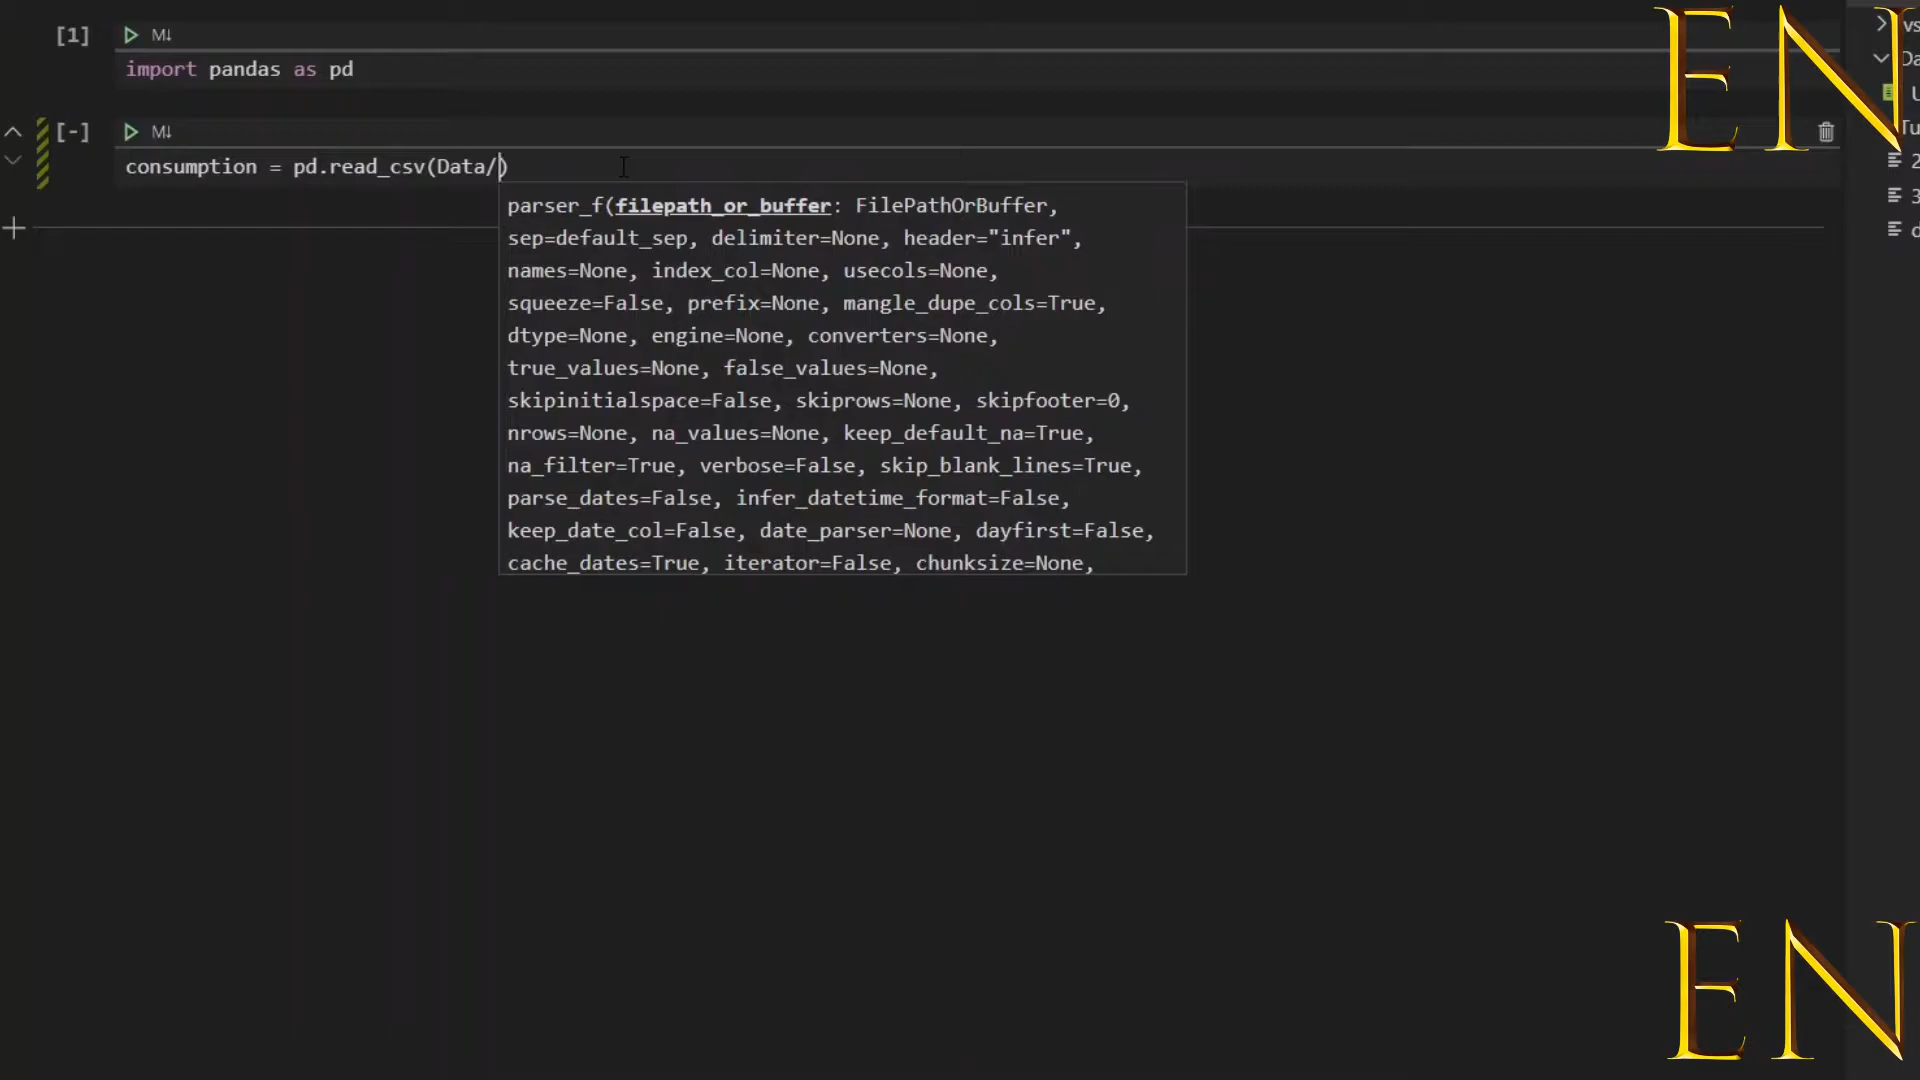 [1] M↓
import pandas as pd
[-] M↓
consumption = pd.read_csv(Data/)
parser_f(filepath_or_buffer: FilePathOrBuffer,
sep=default_sep, delimiter=None, header="infer",
names=None, index_col=None, usecols=None,
squeeze=False, prefix=None, mangle_dupe_cols=True,
dtype=None, engine=None, converters=None,
true_values=None, false_values=None,
skipinitialspace=False, skiprows=None, skipfooter=0,
nrows=None, na_values=None, keep_default_na=True,
na_filter=True, verbose=False, skip_blank_lines=True,
parse_dates=False, infer_datetime_format=False,
keep_date_col=False, date_parser=None, dayfirst=False,
cache_dates=True, iterator=False, chunksize=None,
EN
EN